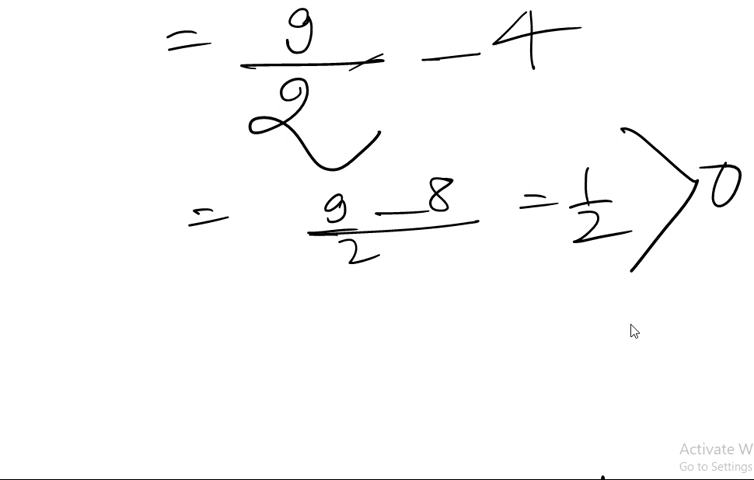 = 9/2 - 4
= (9 - 8)/2 = 1/2 > 0
Activate W
Go to Settings